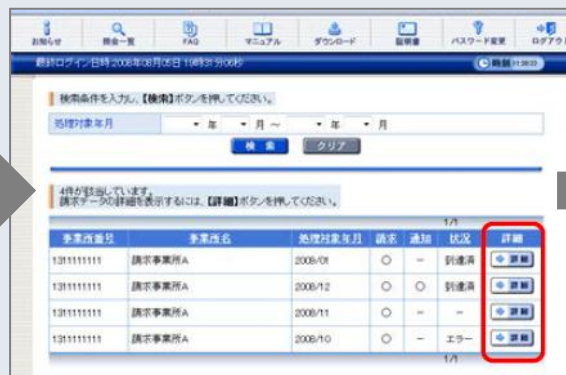 お知らせ 照会一覧 FAQ マニュアル ダウンロード 証明書 パスワード変更 ログアウ
最終ログイン日時:2008年08月05日 19時31分06秒 時刻
検索条件を入力し、【検索】ボタンを押してください。
処理対象年月 年 月 ～ 年 月
検索 クリア
4件が該当しています。
請求データの詳細を表示するには、【詳細】ボタンを押してください。
1/1
事業所番号 事業所名 処理対象年月 請求 通知 状況 詳細
1311111111 請求事業所A 2008/01 ○ － 到達済 詳細
1311111111 請求事業所A 2008/12 ○ ○ 到達済 詳細
1311111111 請求事業所A 2008/11 ○ － － 詳細
1311111111 請求事業所A 2008/10 ○ － エラー 詳細
1/1